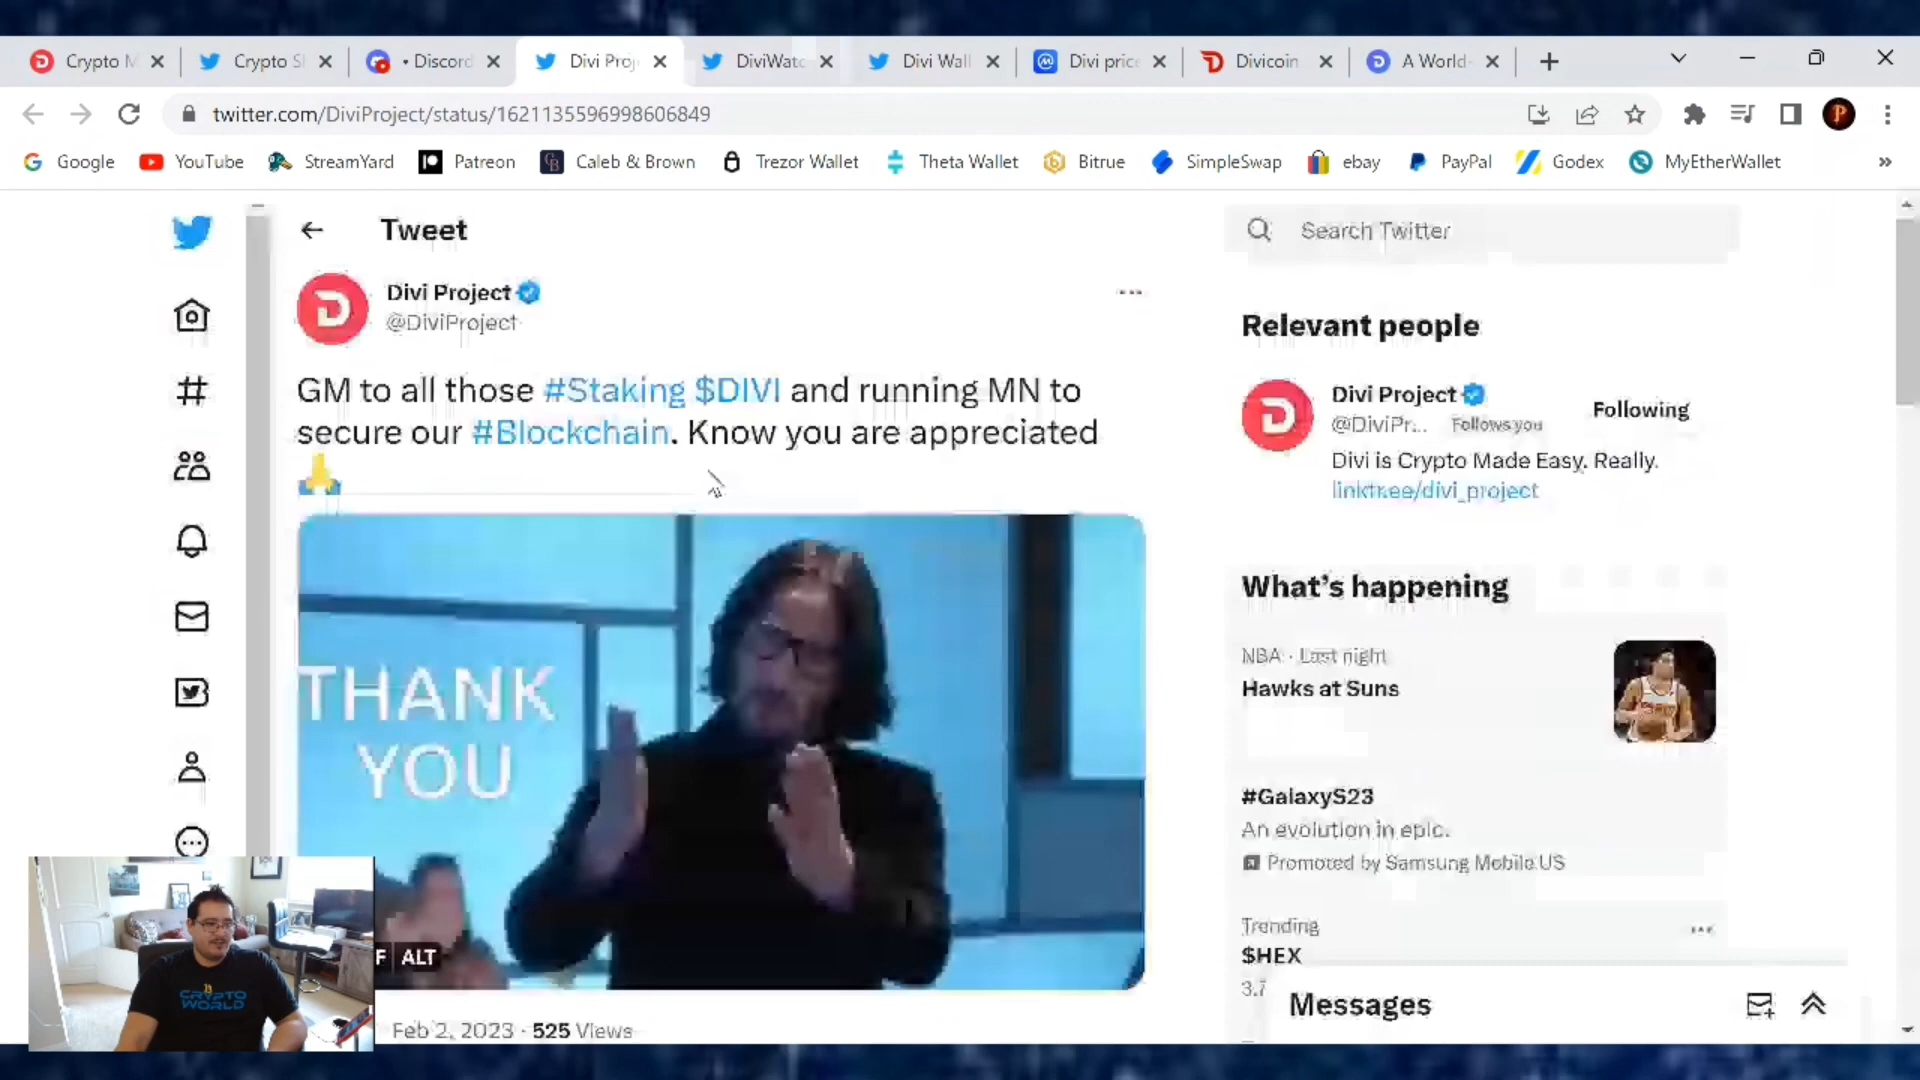 Crypto M
Crypto S
• Discord
Divi Proj
DiviWatc
Divi Wall
Divi price
Divicoin
A World-
twitter.com/DiviProject/status/1621135596998606849
P
Google
YouTube
StreamYard
Patreon
Caleb & Brown
Trezor Wallet
Theta Wallet
Bitrue
SimpleSwap
ebay
PayPal
Godex
MyEtherWallet
»
Tweet
Search Twitter
Divi Project
@DiviProject
GM to all those #Staking $DIVI and running MN to
secure our #Blockchain. Know you are appreciated
THANK
YOU
F ALT
Feb 2, 2023 · 525 Views
Relevant people
Divi Project
Following
@DiviPr... Follows you
Divi is Crypto Made Easy. Really.
linktr.ee/divi_project
What's happening
NBA · Last night
Hawks at Suns
#GalaxyS23
An evolution in epic.
Promoted by Samsung Mobile US
Trending
$HEX
3.7
Messages
CRYPTO
WORLD